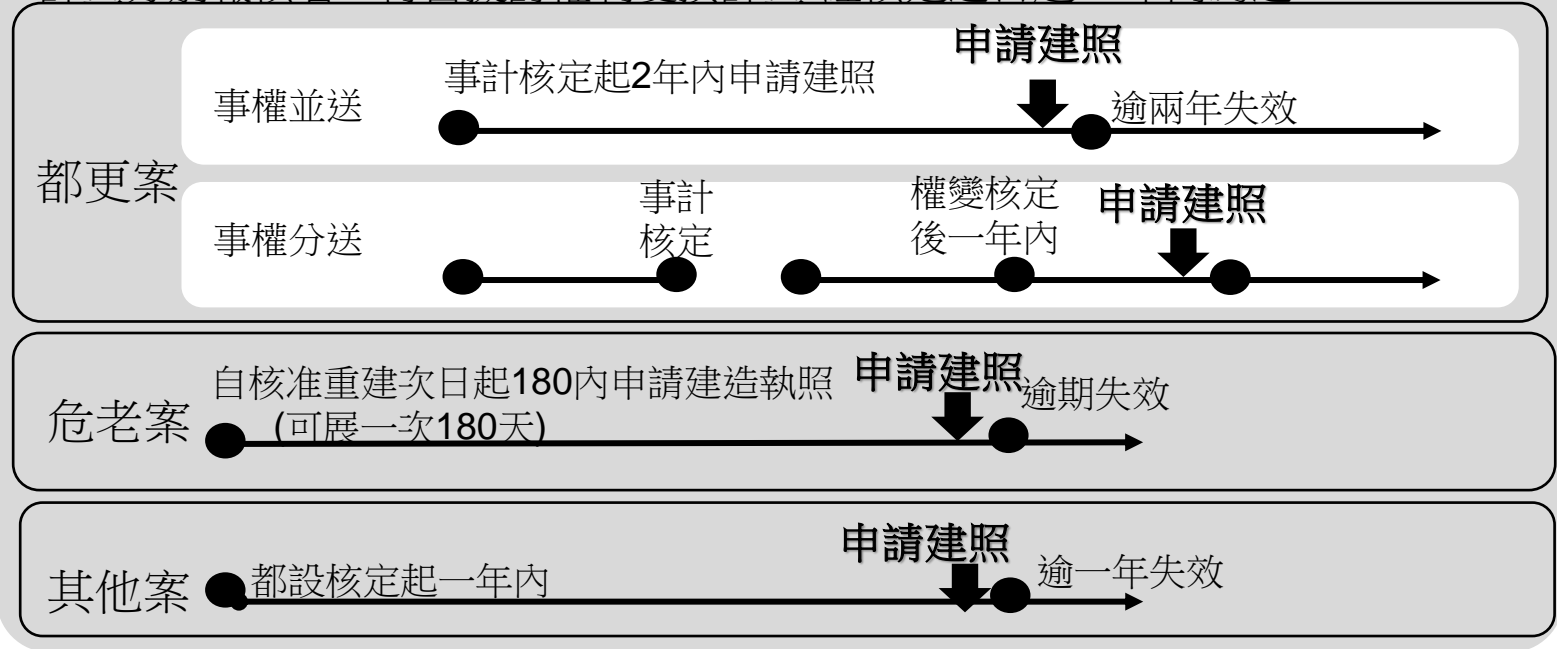 申請建照
事計核定起2年內申請建照
事權並送
逾兩年失效
都更案
事計
核定
權變核定
後一年內
申請建照
事權分送
自核准重建次日起180內申請建造執照
(可展一次180天)
申請建照
逾期失效
危老案
申請建照
都設核定起一年內
逾一年失效
其他案